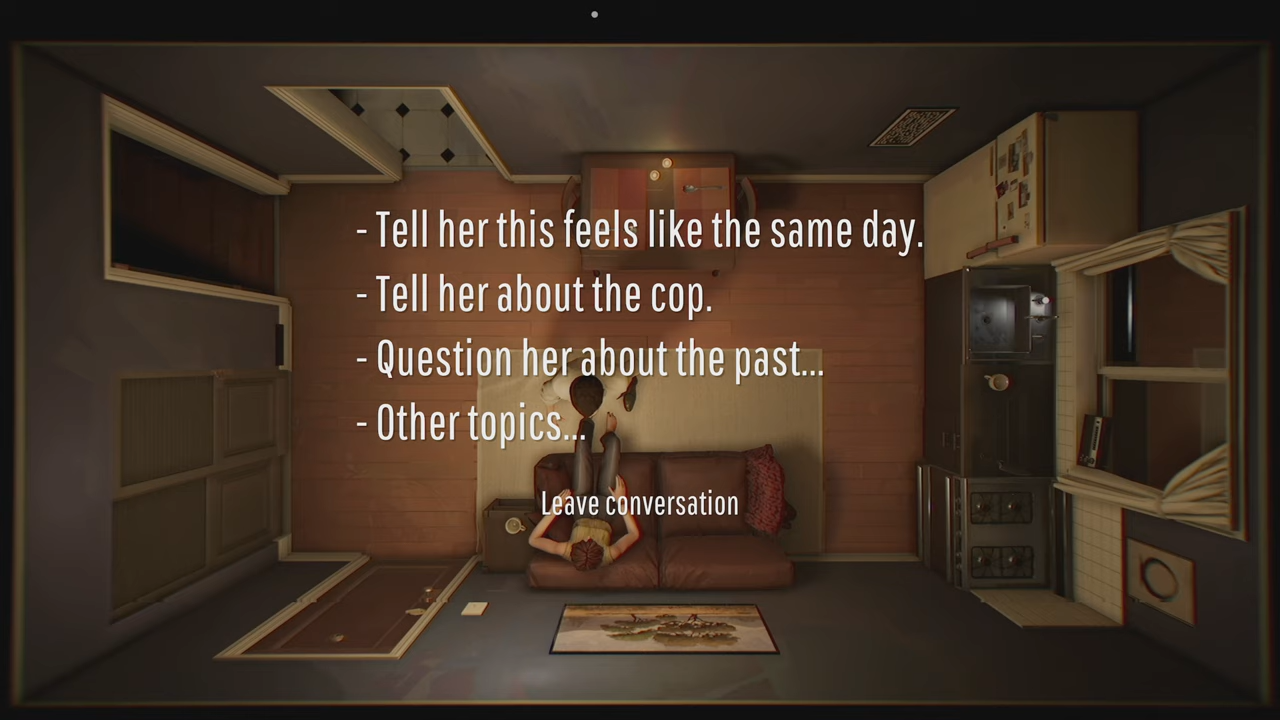 - Tell her this feels like the same day.
- Tell her about the cop.
- Question her about the past...
- Other topics...
Leave conversation